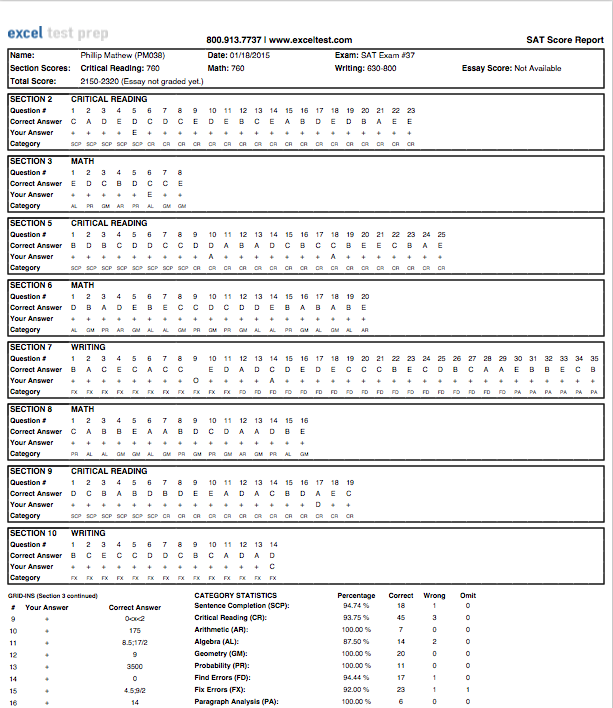 excel test prep
800.913.7737 | www.exceltest.com
SAT Score Report
Name: Phillip Mathew (PM038) Date: 01/18/2015 Exam: SAT Exam #37
Section Scores: Critical Reading: 760 Math: 760 Writing: 630-800 Essay Score: Not Available
Total Score: 2150-2320 (Essay not graded yet.)
SECTION 2 CRITICAL READING
Question # 1 2 3 4 5 6 7 8 9 10 11 12 13 14 15 16 17 18 19 20 21 22 23
Correct Answer C A D E D C D C E D E B C E A B D E D B A E E
Your Answer + + + + E + + + + + + + + + + + + + + + + + +
Category SCP SCP SCP SCP SCP CR CR CR CR CR CR CR CR CR CR CR CR CR CR CR CR CR CR
SECTION 3 MATH
Question # 1 2 3 4 5 6 7 8
Correct Answer E D C B D C C E
Your Answer + + + + + E + +
Category AL PR GM AR PR AL GM GM
SECTION 5 CRITICAL READING
Question # 1 2 3 4 5 6 7 8 9 10 11 12 13 14 15 16 17 18 19 20 21 22 23 24 25
Correct Answer B D B C D D C C D D A B A D C B C C B E E C B A E
Your Answer + + + + + + + + + A + + + + + + + A + + + + + + +
Category SCP SCP SCP SCP SCP SCP SCP SCP CR CR CR CR CR CR CR CR CR CR CR CR CR CR CR CR CR
SECTION 6 MATH
Question # 1 2 3 4 5 6 7 8 9 10 11 12 13 14 15 16 17 18 19 20
Correct Answer D B A D E B E C C D C D D E B A B A B E
Your Answer + + + + + + + + + + + + + + + + + + + +
Category AL GM PR AR GM AL AL GM PR GM PR GM AL AL PR GM AL GM AL AR
SECTION 7 WRITING
Question # 1 2 3 4 5 6 7 8 9 10 11 12 13 14 15 16 17 18 19 20 21 22 23 24 25 26 27 28 29 30 31 32 33 34 35
Correct Answer B A C E C A C C E D A D C D E D E C C C B E C D B C A A E B B E C B
Your Answer + + + + + + + + O + + + + A + + + + + + + + + + + + + + + + + + + + +
Category FX FX FX FX FX FX FX FX FX FX FX FD FD FD FD FD FD FD FD FD FD FD FD FD FD FD FD FD FD PA PA PA PA PA PA
SECTION 8 MATH
Question # 1 2 3 4 5 6 7 8 9 10 11 12 13 14 15 16
Correct Answer C A B B E A A B D C D A A D B E
Your Answer + + + + + + + + + + + + + + + +
Category PR AL AL GM GM AL GM PR GM PR GM AR GM PR AL GM
SECTION 9 CRITICAL READING
Question # 1 2 3 4 5 6 7 8 9 10 11 12 13 14 15 16 17 18 19
Correct Answer D C B A B D B D E E A D A C B D A E C
Your Answer + + + + + + + + + + + + + + + + D + +
Category SCP SCP SCP SCP SCP SCP CR CR CR CR CR CR CR CR CR CR CR CR CR
SECTION 10 WRITING
Question # 1 2 3 4 5 6 7 8 9 10 11 12 13 14
Correct Answer B C E C C D D C B C A D A D
Your Answer + + + + + + + + + + + + + C
Category FX FX FX FX FX FX FX FX FX FX FX FX FX FX
GRID-INS (Section 3 continued) CATEGORY STATISTICS Percentage Correct Wrong Omit
# Your Answer Correct Answer Sentence Completion (SCP): 94.74 % 18 1 0
9 + 0<x<2 Critical Reading (CR): 93.75 % 45 3 0
10 + 175 Arithmetic (AR): 100.00 % 7 0 0
11 + 8.5;17/2 Algebra (AL): 87.50 % 14 2 0
12 + 9 Geometry (GM): 100.00 % 20 0 0
13 + 3500 Probability (PR): 100.00 % 11 0 0
14 + 0 Find Errors (FD): 94.44 % 17 1 0
15 + 4.5;9/2 Fix Errors (FX): 92.00 % 23 1 1
16 + 14 Paragraph Analysis (PA): 100.00 % 6 0 0